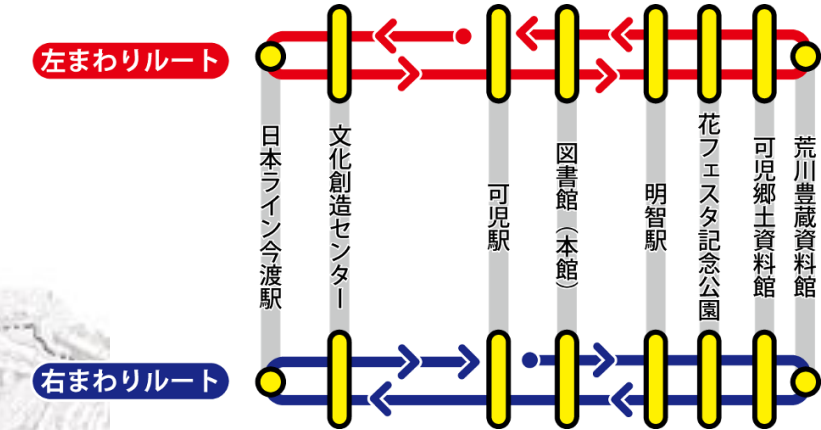 左まわりルート
日本ライン今渡駅
文化創造センター
可児駅
図書館（本館）
明智駅
花フェスタ記念公園
可児郷土資料館
荒川豊蔵資料館
右まわりルート